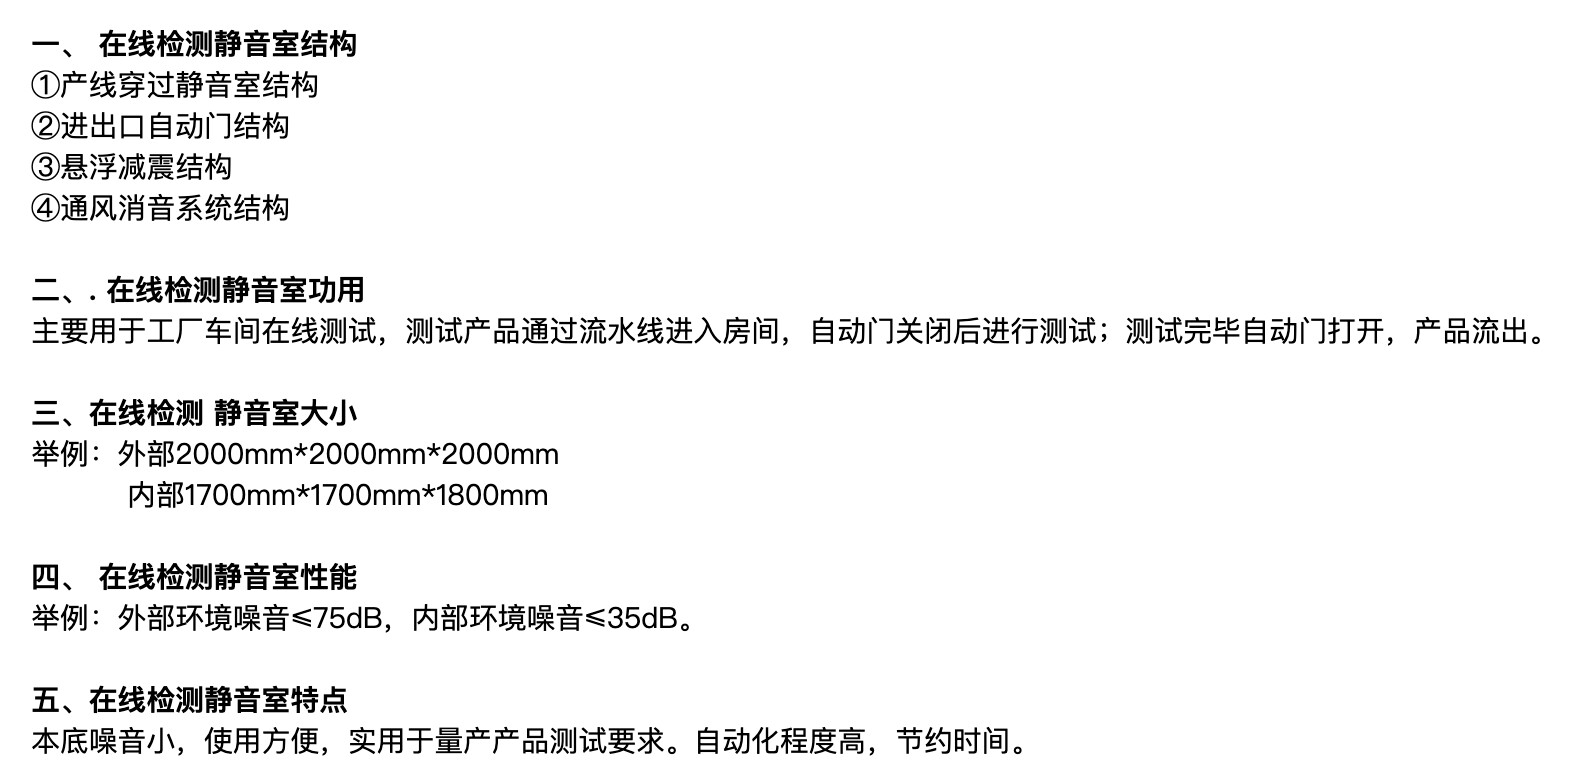 一、 在线检测静音室结构
①产线穿过静音室结构
②进出口自动门结构
③悬浮减震结构
④通风消音系统结构
二、. 在线检测静音室功用
主要用于工厂车间在线测试，测试产品通过流水线进入房间，自动门关闭后进行测试；测试完毕自动门打开，产品流出。
三、在线检测 静音室大小
举例：外部2000mm*2000mm*2000mm
内部1700mm*1700mm*1800mm
四、 在线检测静音室性能
举例：外部环境噪音≤75dB，内部环境噪音≤35dB。
五、在线检测静音室特点
本底噪音小，使用方便，实用于量产产品测试要求。自动化程度高，节约时间。